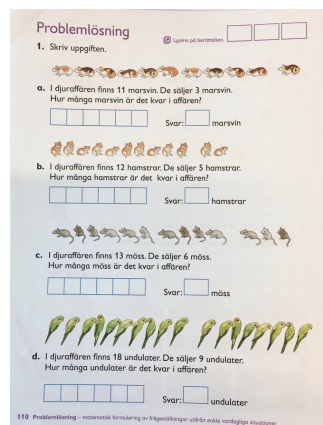 Problemlösning
Lyssna på berättelsen.
1. Skriv uppgiften.
a. I djuraffären finns 11 marsvin. De säljer 3 marsvin.
Hur många marsvin är det kvar i affären?
Svar: marsvin
b. I djuraffären finns 12 hamstrar. De säljer 5 hamstrar.
Hur många hamstrar är det kvar i affären?
Svar: hamstrar
c. I djuraffären finns 13 möss. De säljer 6 möss.
Hur många möss är det kvar i affären?
Svar: möss
d. I djuraffären finns 18 undulater. De säljer 9 undulater.
Hur många undulater är det kvar i affären?
Svar: undulater
110 Problemlösning – matematisk formulering av frågeställningar utifrån enkla vardagliga situationer